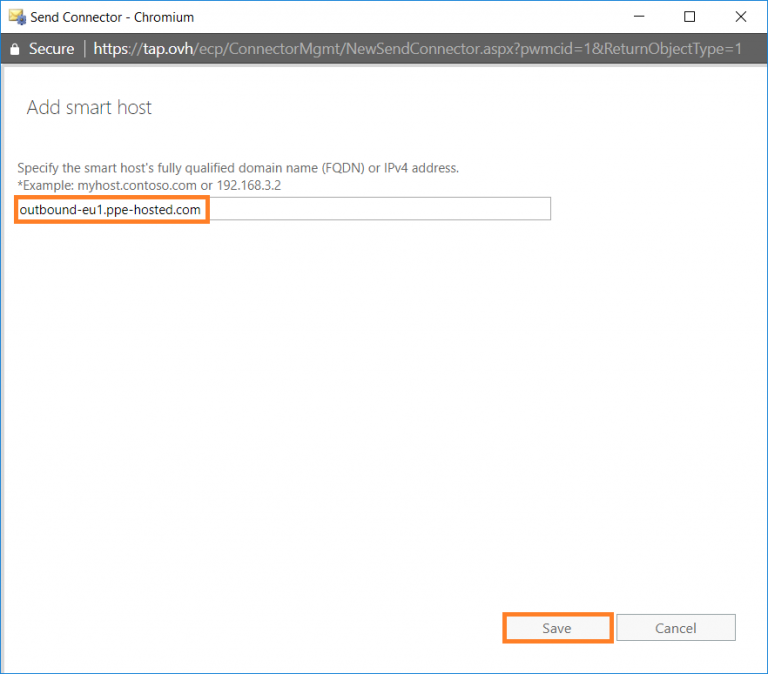 Send Connector - Chromium
Secure | https://tap.ovh/ecp/ConnectorMgmt/NewSendConnector.aspx?pwmcid=1&ReturnObjectType=1
Add smart host
Specify the smart host's fully qualified domain name (FQDN) or IPv4 address.
*Example: myhost.contoso.com or 192.168.3.2
outbound-eu1.ppe-hosted.com
Save Cancel